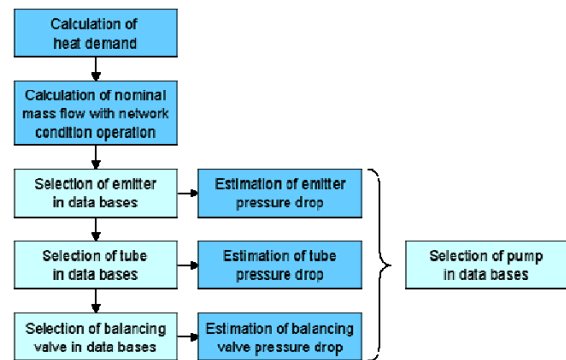 Calculation of
heat demand
Calculation of nominal
mass flow with network
condition operation
Selection of emitter
in data bases
Estimation of emitter
pressure drop
Selection of tube
in data bases
Estimation of tube
pressure drop
Selection of pump
in data bases
Selection of balancing
valve in data bases
Estimation of balancing
valve pressure drop